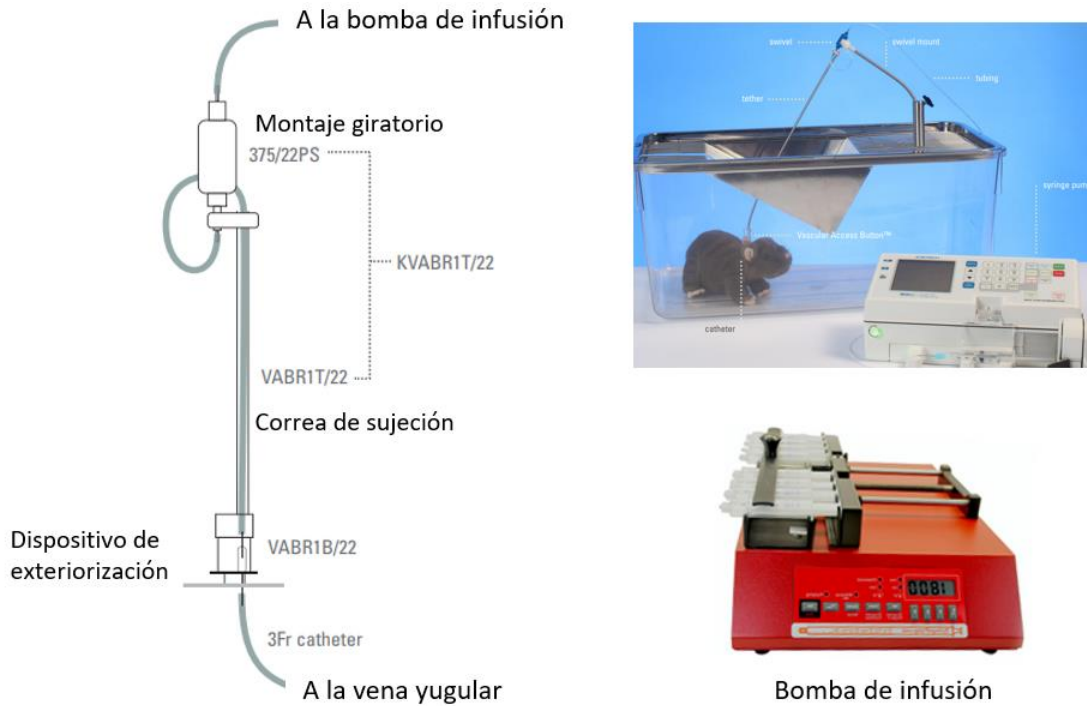 A la bomba de infusión
Montaje giratorio
375/22PS
KVABR1T/22
VABR1T/22
Correa de sujeción
Dispositivo de
exteriorización
VABR1B/22
3Fr catheter
A la vena yugular
swivel
swivel mount
tether
tubing
syringe pump
Vascular Access Button™
catheter
0081
Bomba de infusión